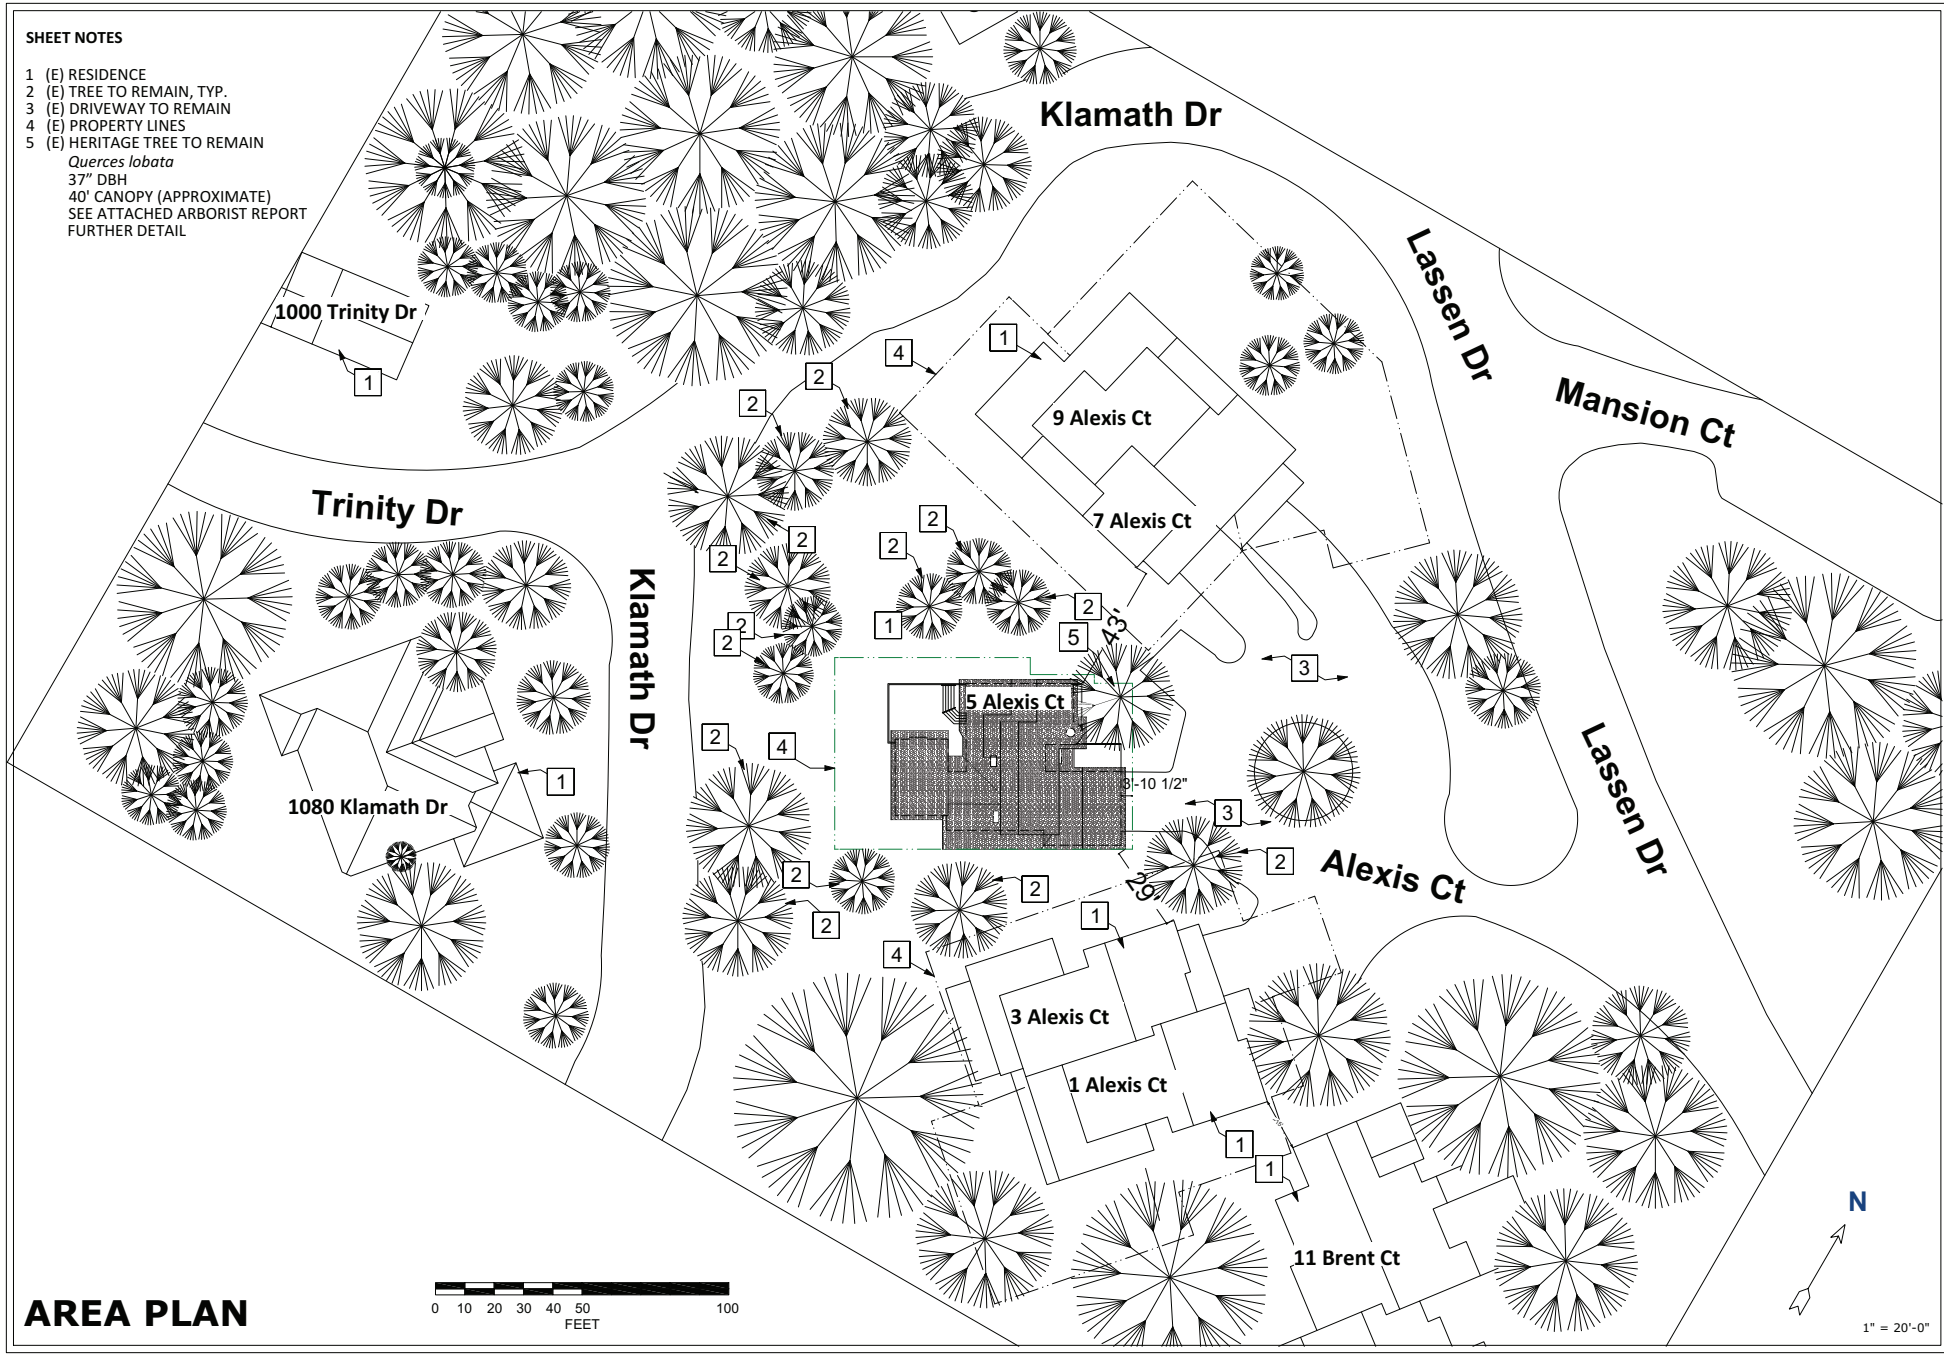 SHEET NOTES
1 (E) RESIDENCE
2 (E) TREE TO REMAIN, TYP.
3 (E) DRIVEWAY TO REMAIN
4 (E) PROPERTY LINES
5 (E) HERITAGE TREE TO REMAIN
Querces lobata
37” DBH
40' CANOPY (APPROXIMATE)
SEE ATTACHED ARBORIST REPORT
FURTHER DETAIL
Klamath Dr
Lassen Dr
Mansion Ct
1000 Trinity Dr
1
1
4
2
2
9 Alexis Ct
7 Alexis Ct
Trinity Dr
2
2
2
2
1
2
2
2
5
43'
3
Klamath Dr
5 Alexis Ct
2
4
3'-10 1/2"
3
1
1080 Klamath Dr
Lassen Dr
Alexis Ct
2
2
2
2
29'
1
4
3 Alexis Ct
1 Alexis Ct
1
1
11 Brent Ct
N
0 10 20 30 40 50 100
FEET
AREA PLAN
1" = 20'-0"